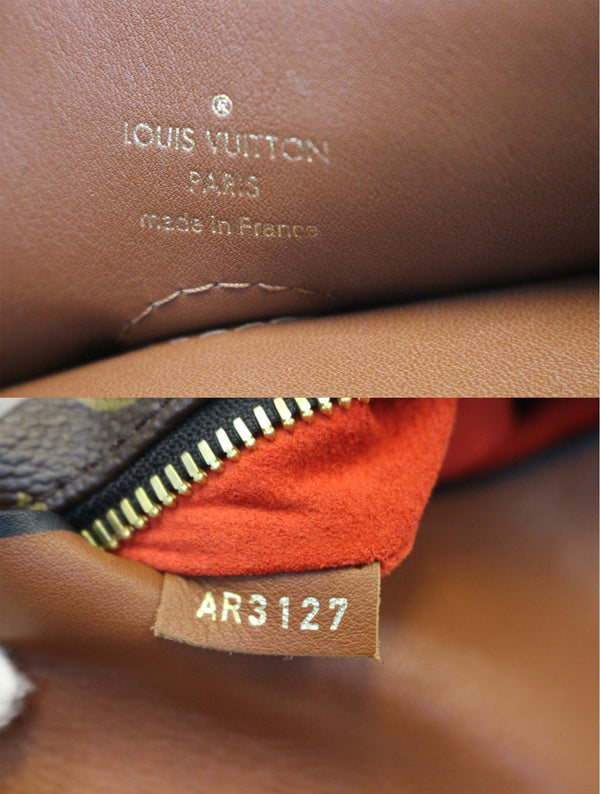 ®
LOUIS VUITTON
PARIS
made in France
AR3127